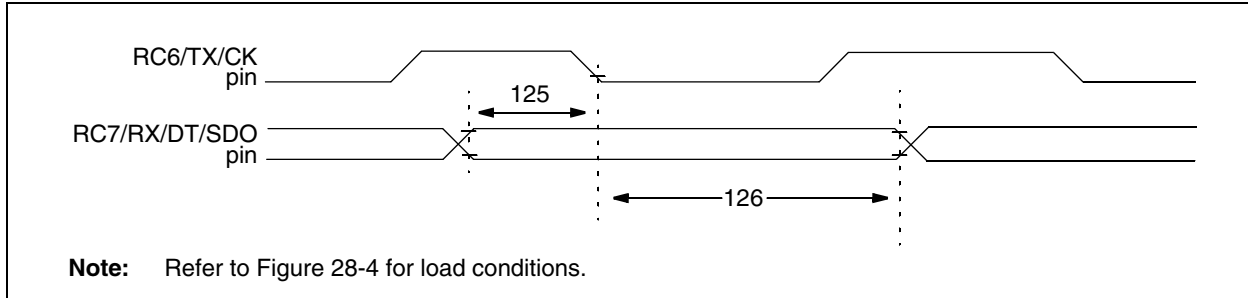 RC6/TX/CK
pin
125
RC7/RX/DT/SDO
pin
126
Note: Refer to Figure 28-4 for load conditions.